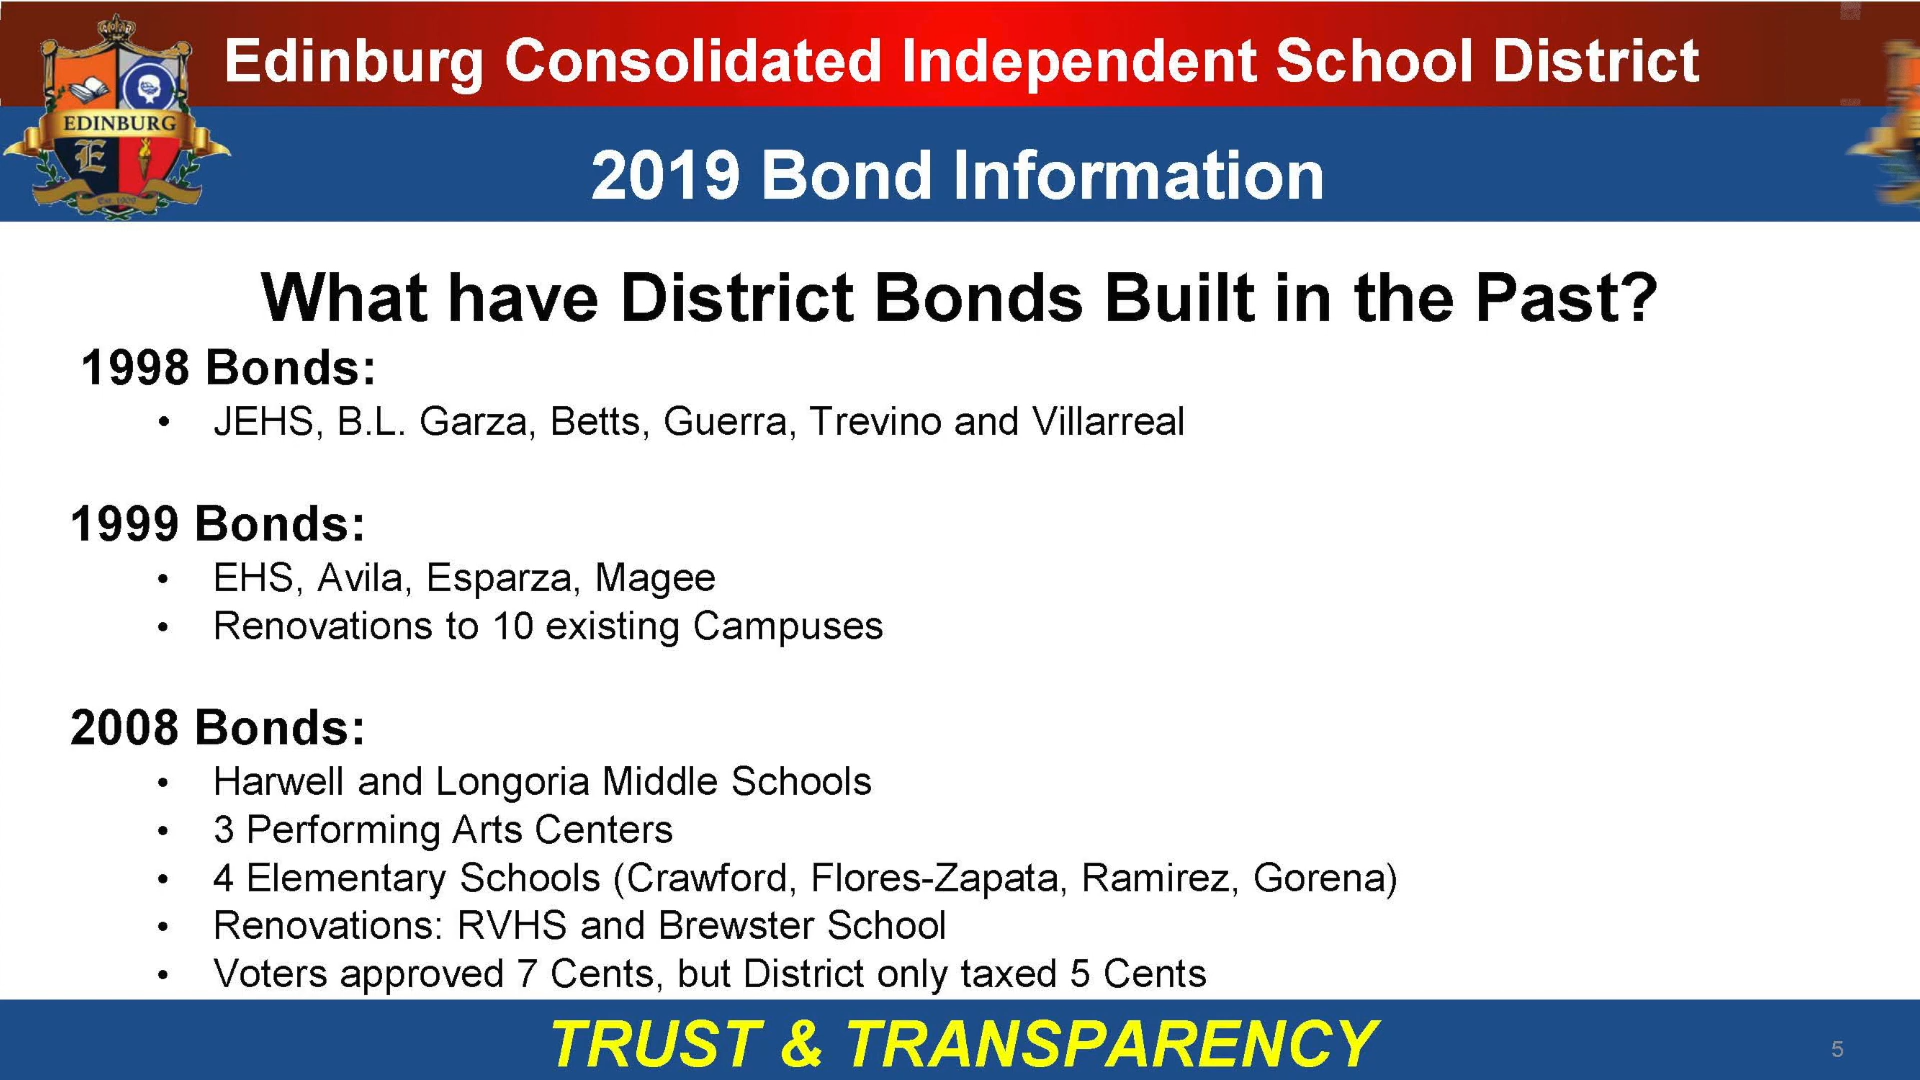 Edinburg Consolidated Independent School District
EDINBURG
E
2019 Bond Information
What have District Bonds Built in the Past?
1998 Bonds:
• JEHS, B.L. Garza, Betts, Guerra, Trevino and Villarreal
1999 Bonds:
• EHS, Avila, Esparza, Magee
• Renovations to 10 existing Campuses
2008 Bonds:
• Harwell and Longoria Middle Schools
• 3 Performing Arts Centers
• 4 Elementary Schools (Crawford, Flores-Zapata, Ramirez, Gorena)
• Renovations: RVHS and Brewster School
• Voters approved 7 Cents, but District only taxed 5 Cents
TRUST & TRANSPARENCY
5